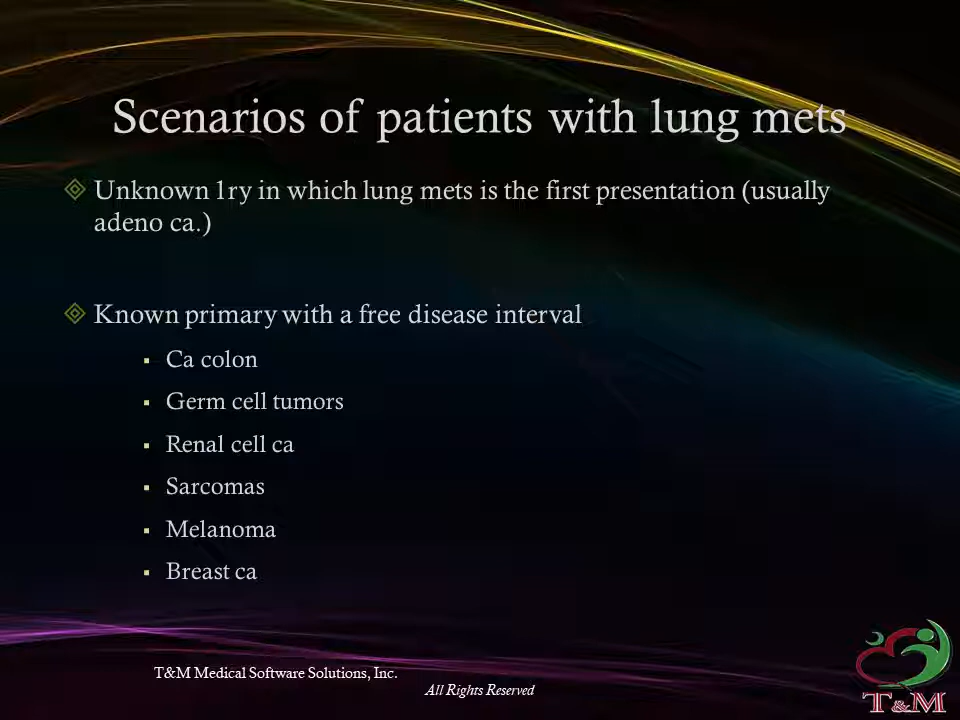 Scenarios of patients with lung mets
Unknown 1ry in which lung mets is the first presentation (usually
adeno ca.)
Known primary with a free disease interval
Ca colon
Germ cell tumors
Renal cell ca
Sarcomas
Melanoma
Breast ca
T&M Medical Software Solutions, Inc.
All Rights Reserved
T&M